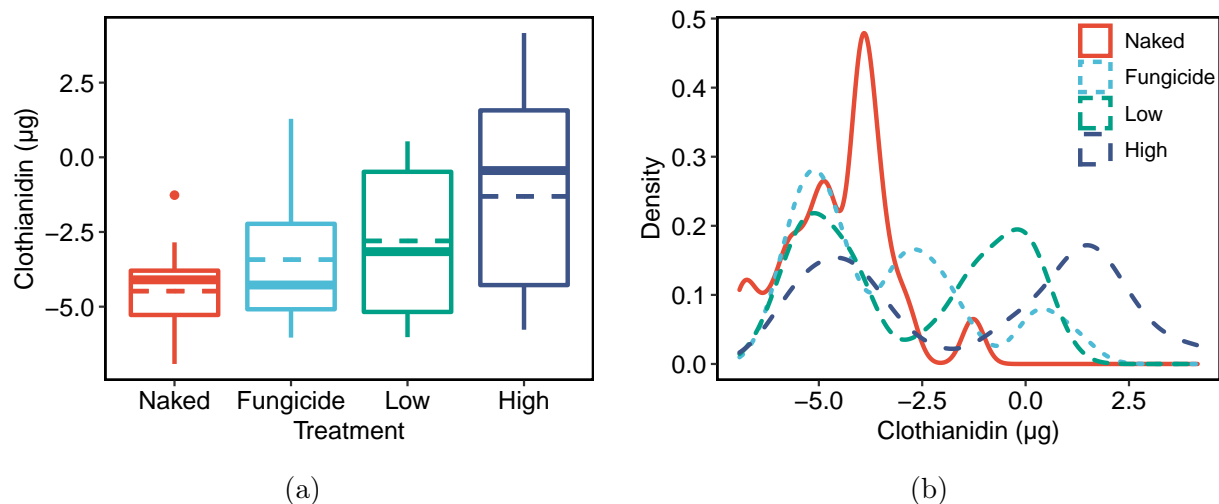 Clothianidin (μg)
2.5
0.0
−2.5
−5.0
Naked
Fungicide
Low
High
Treatment
(a)
Density
0.5
0.4
0.3
0.2
0.1
0.0
Naked
Fungicide
Low
High
−5.0
−2.5
0.0
2.5
Clothianidin (μg)
(b)